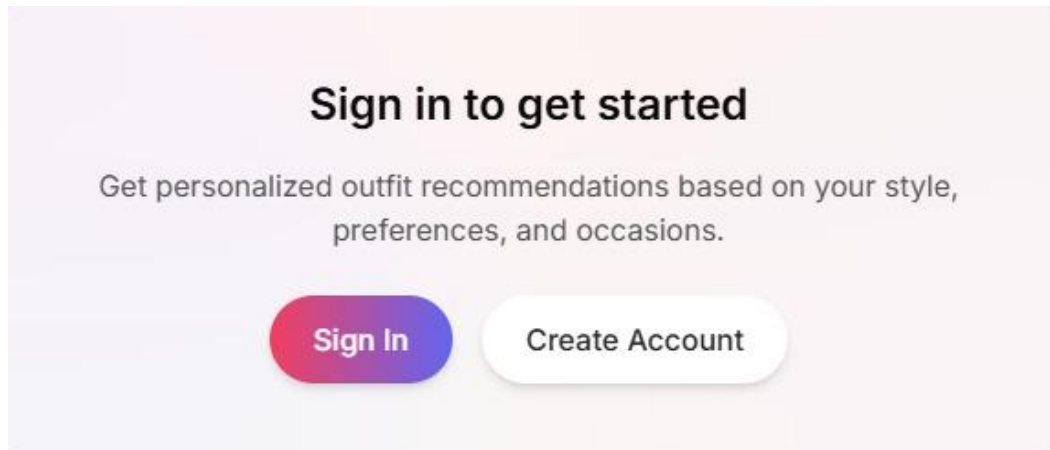 Sign in to get started
Get personalized outfit recommendations based on your style,
preferences, and occasions.
Sign In
Create Account